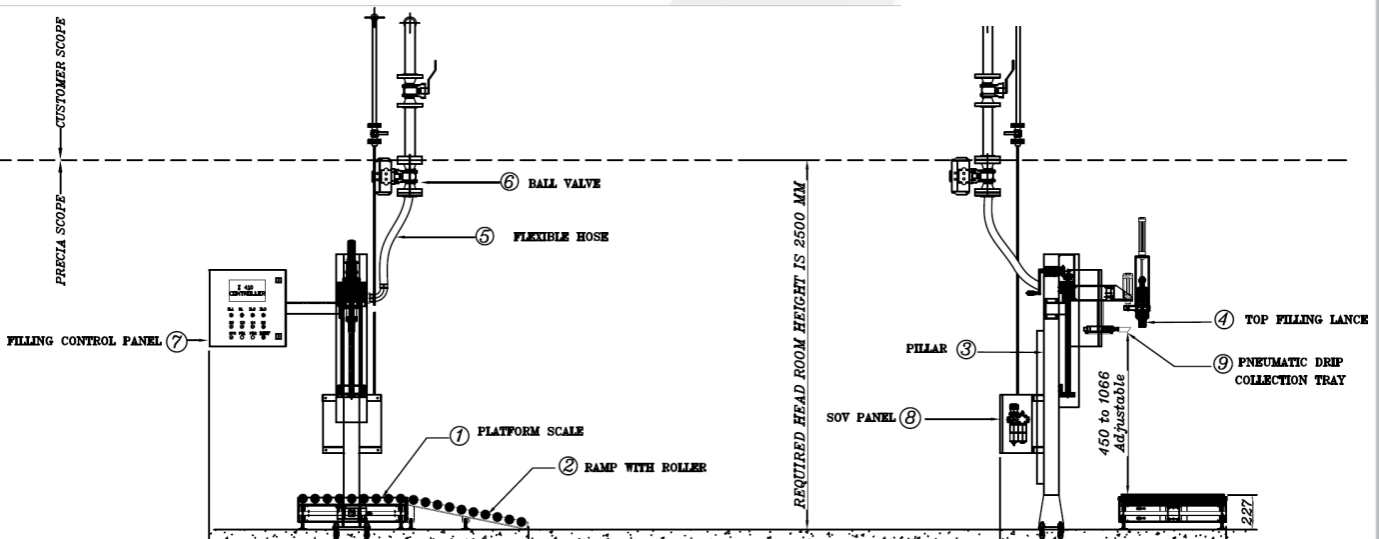 CUSTOMER SCOPE
PRECIA SCOPE
⑥ BALL VALVE
⑤ FLEXIBLE HOSE
Z 410
CONTROLLER
FILLING CONTROL PANEL ⑦
① PLATFORM SCALE
② RAMP WITH ROLLER
REQUIRED HEAD ROOM HEIGHT IS 2500 MM
④ TOP FILLING LANCE
PILLAR ③
⑨ PNEUMATIC DRIP
COLLECTION TRAY
SOV PANEL ⑧
450 to 1066
Adjustable
227